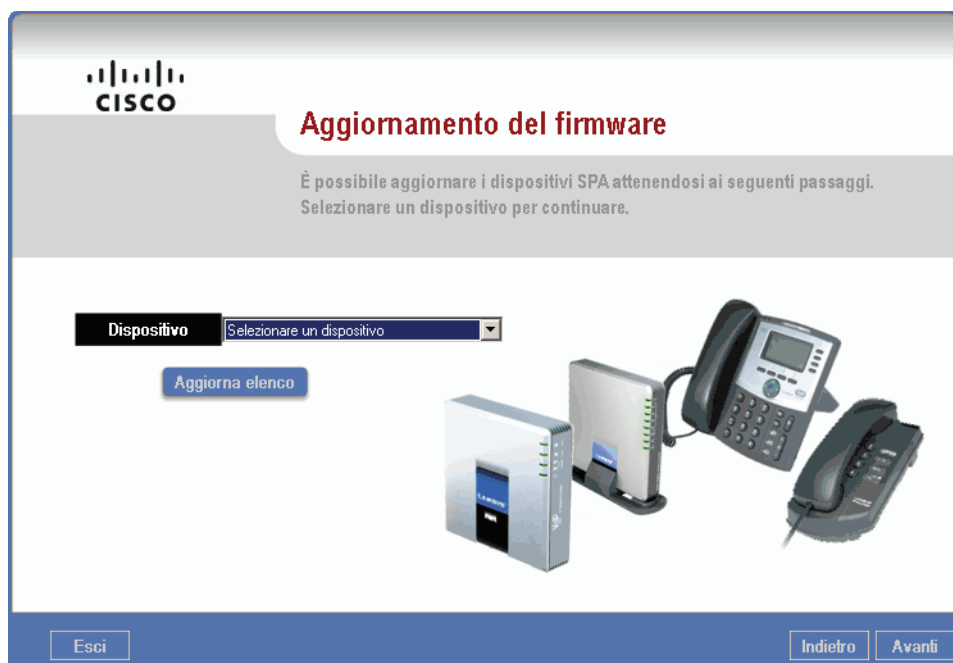 CISCO
Aggiornamento del firmware
È possibile aggiornare i dispositivi SPA attenendosi ai seguenti passaggi.
Selezionare un dispositivo per continuare.
Dispositivo
Selezionare un dispositivo
Aggiorna elenco
LINKSYS
Esci
Indietro
Avanti